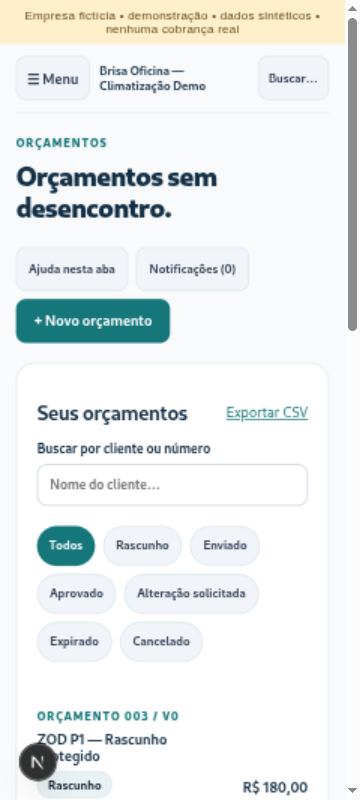 Empresa fictícia • demonstração • dados sintéticos •
nenhuma cobrança real
☰ Menu
Brisa Oficina —
Climatização Demo
Buscar...
ORÇAMENTOS
Orçamentos sem
desencontro.
Ajuda nesta aba
Notificações (0)
+ Novo orçamento
Seus orçamentos
Exportar CSV
Buscar por cliente ou número
Nome do cliente...
Todos
Rascunho
Enviado
Aprovado
Alteração solicitada
Expirado
Cancelado
ORÇAMENTO 003 / V0
ZOD P1 — Rascunho
N
Rascunho
R$ 180,00